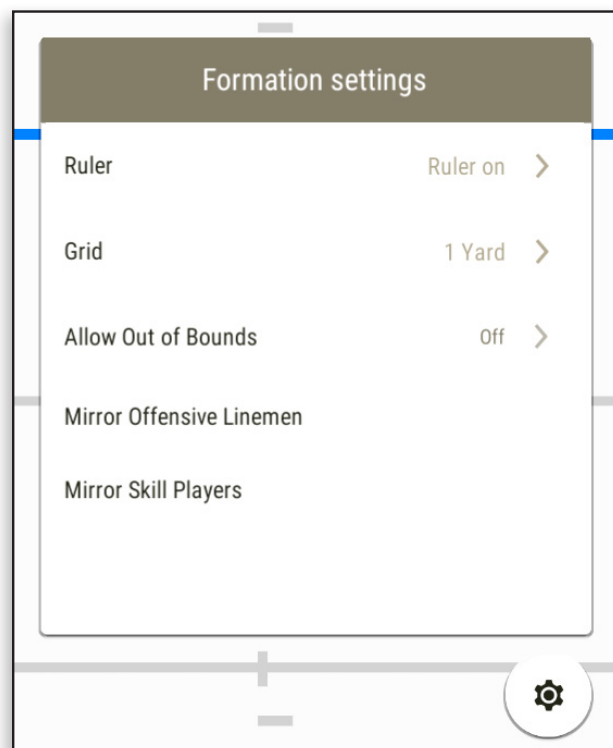 Formation settings
Ruler Ruler on
Grid 1 Yard
Allow Out of Bounds Off
Mirror Offensive Linemen
Mirror Skill Players